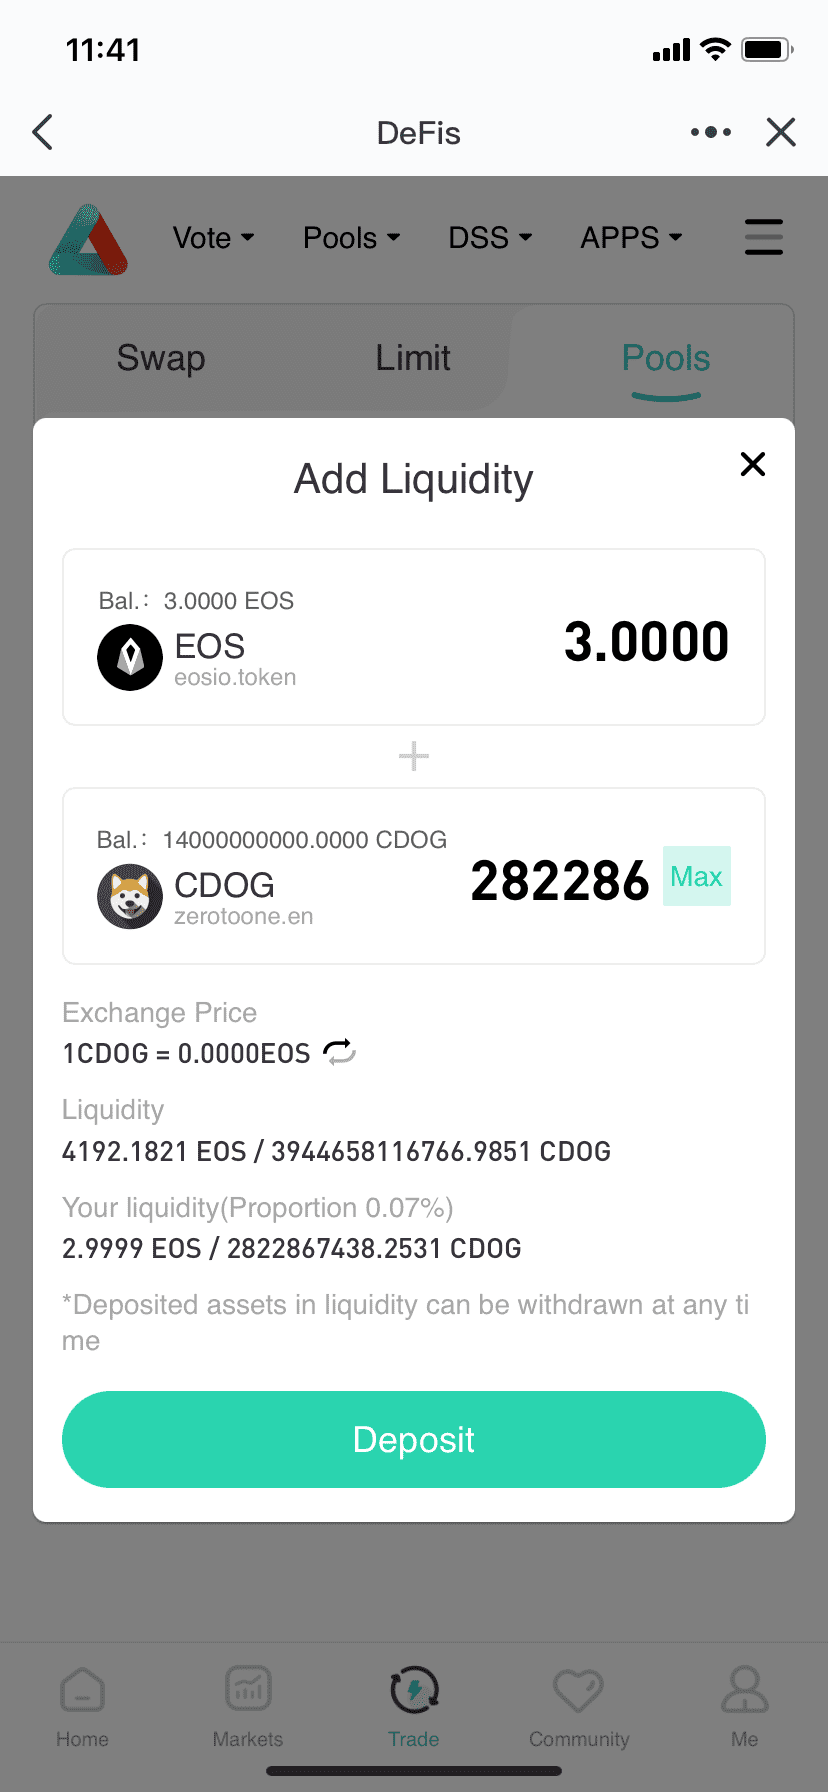 11:41
DeFis
Vote Pools DSS APPS
Swap Limit Pools
Add Liquidity
Bal.: 3.0000 EOS
EOS
eosio.token
3.0000
Bal.: 14000000000.0000 CDOG
CDOG
zerotoone.en
282286 Max
Exchange Price
1CDOG = 0.0000EOS
Liquidity
4192.1821 EOS / 3944658116766.9851 CDOG
Your liquidity(Proportion 0.07%)
2.9999 EOS / 2822867438.2531 CDOG
*Deposited assets in liquidity can be withdrawn at any ti
me
Deposit
Home Markets Trade Community Me